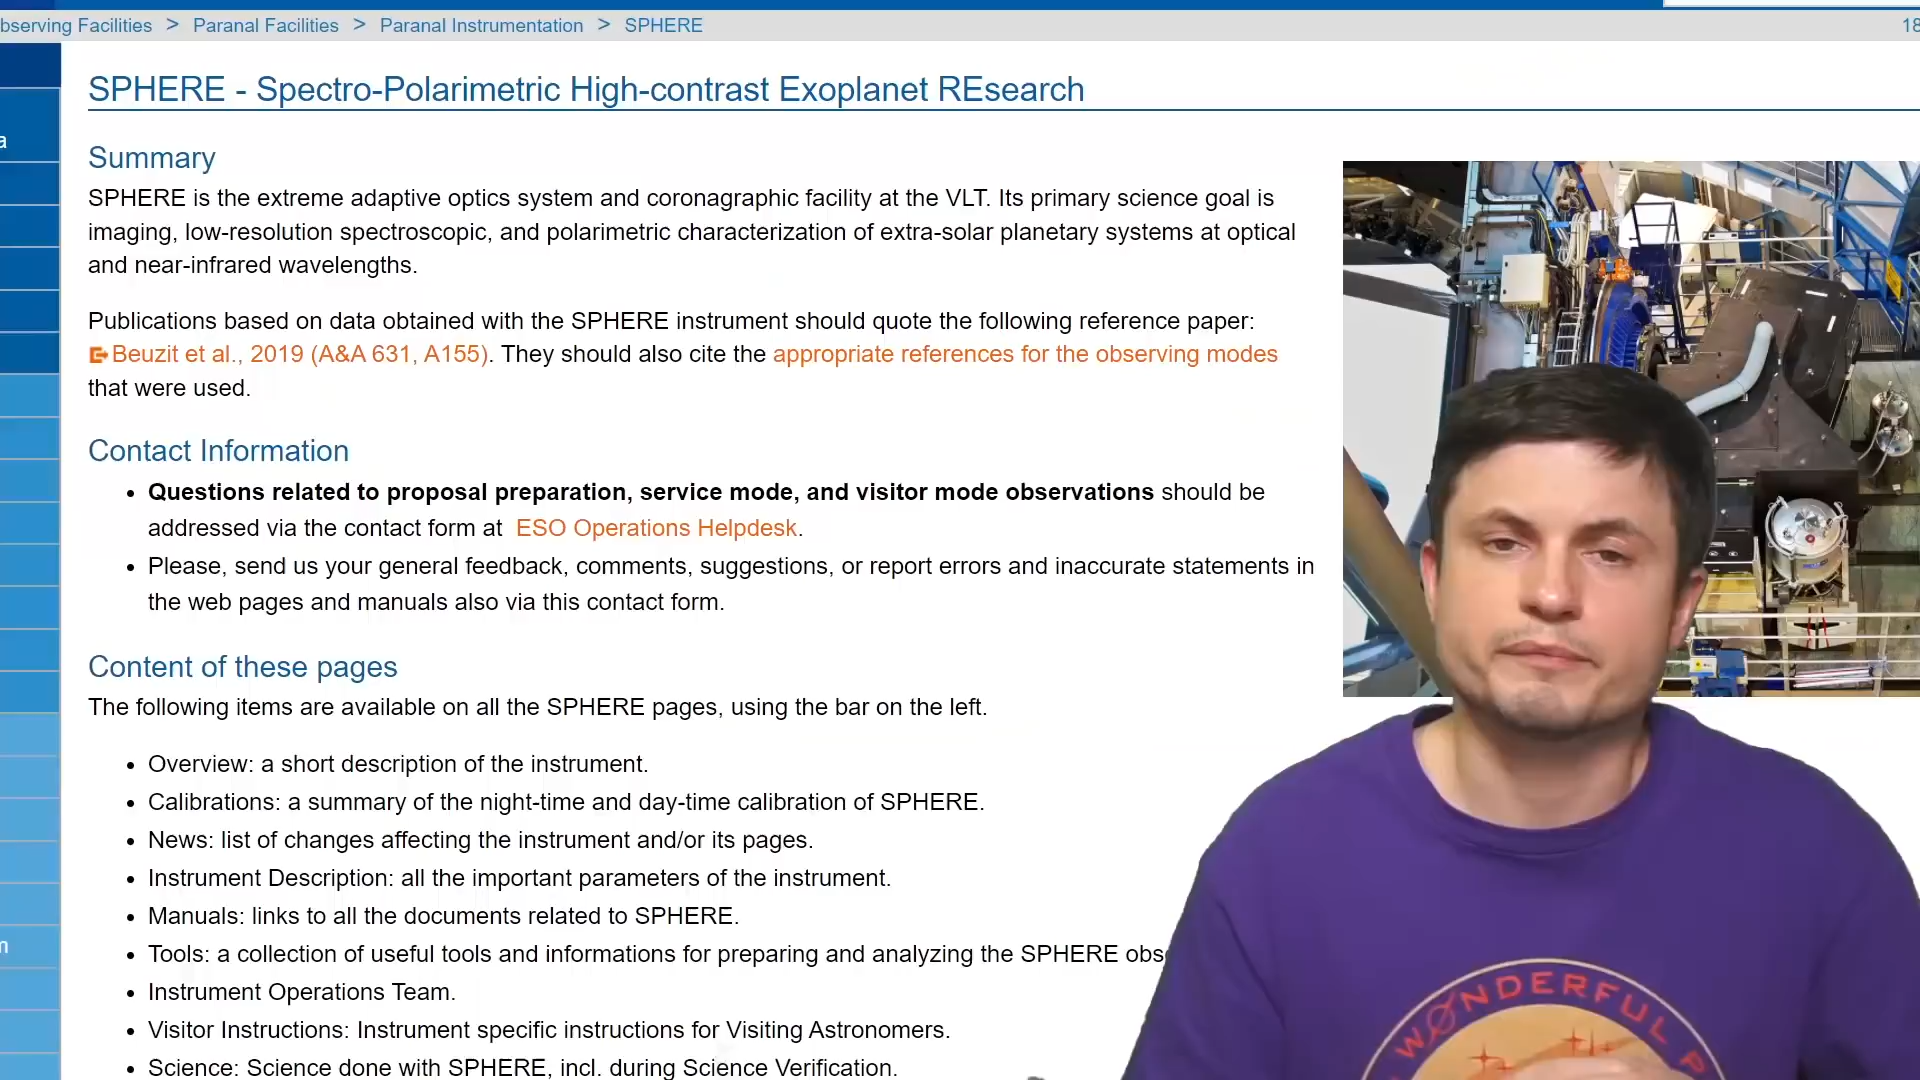 bserving Facilities > Paranal Facilities > Paranal Instrumentation > SPHERE 18
SPHERE - Spectro-Polarimetric High-contrast Exoplanet REsearch
a
Summary
SPHERE is the extreme adaptive optics system and coronagraphic facility at the VLT. Its primary science goal is
imaging, low-resolution spectroscopic, and polarimetric characterization of extra-solar planetary systems at optical
and near-infrared wavelengths.
Publications based on data obtained with the SPHERE instrument should quote the following reference paper:
Beuzit et al., 2019 (A&A 631, A155). They should also cite the appropriate references for the observing modes
that were used.
Contact Information
• Questions related to proposal preparation, service mode, and visitor mode observations should be
addressed via the contact form at ESO Operations Helpdesk.
• Please, send us your general feedback, comments, suggestions, or report errors and inaccurate statements in
the web pages and manuals also via this contact form.
Content of these pages
The following items are available on all the SPHERE pages, using the bar on the left.
• Overview: a short description of the instrument.
• Calibrations: a summary of the night-time and day-time calibration of SPHERE.
• News: list of changes affecting the instrument and/or its pages.
• Instrument Description: all the important parameters of the instrument.
• Manuals: links to all the documents related to SPHERE.
m
• Tools: a collection of useful tools and informations for preparing and analyzing the SPHERE obs
• Instrument Operations Team.
• Visitor Instructions: Instrument specific instructions for Visiting Astronomers.
• Science: Science done with SPHERE, incl. during Science Verification.
WONDERFUL P